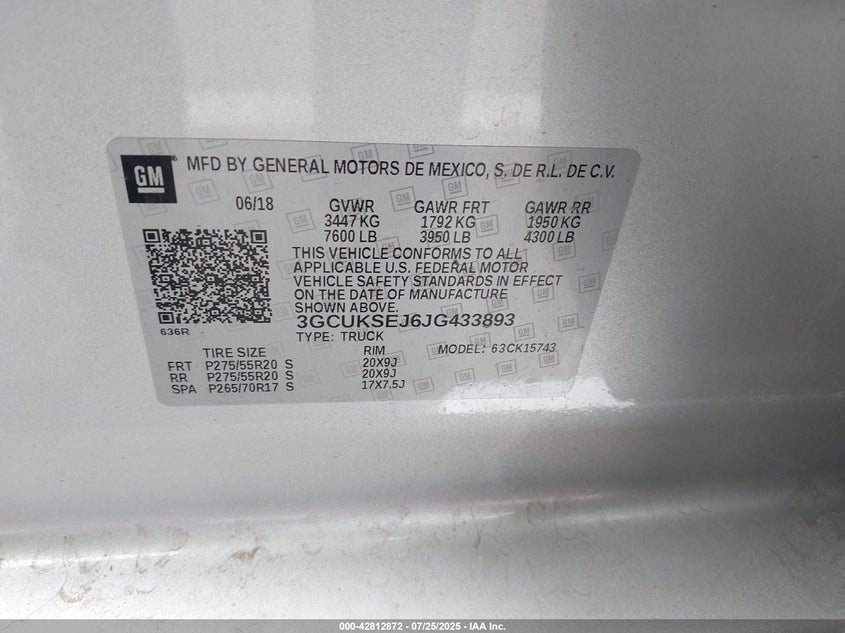 GM ® MFD BY GENERAL MOTORS DE MEXICO, S. DE R.L. DE C.V.
06/18 GVWR GAWR FRT GAWR RR
3447 KG 1792 KG 1950 KG
7600 LB 3950 LB 4300 LB
THIS VEHICLE CONFORMS TO ALL
APPLICABLE U.S. FEDERAL MOTOR
VEHICLE SAFETY STANDARDS IN EFFECT
ON THE DATE OF MANUFACTURE
SHOWN ABOVE.
636R
3GCUKSEJ6JG433893
TYPE: TRUCK MODEL: 63CK15743
TIRE SIZE RIM
FRT P275/55R20 S 20X9J
RR P275/55R20 S 20X9J
SPA P265/70R17 S 17X7.5J
000-42812872 - 07/25/2025 - IAA Inc.